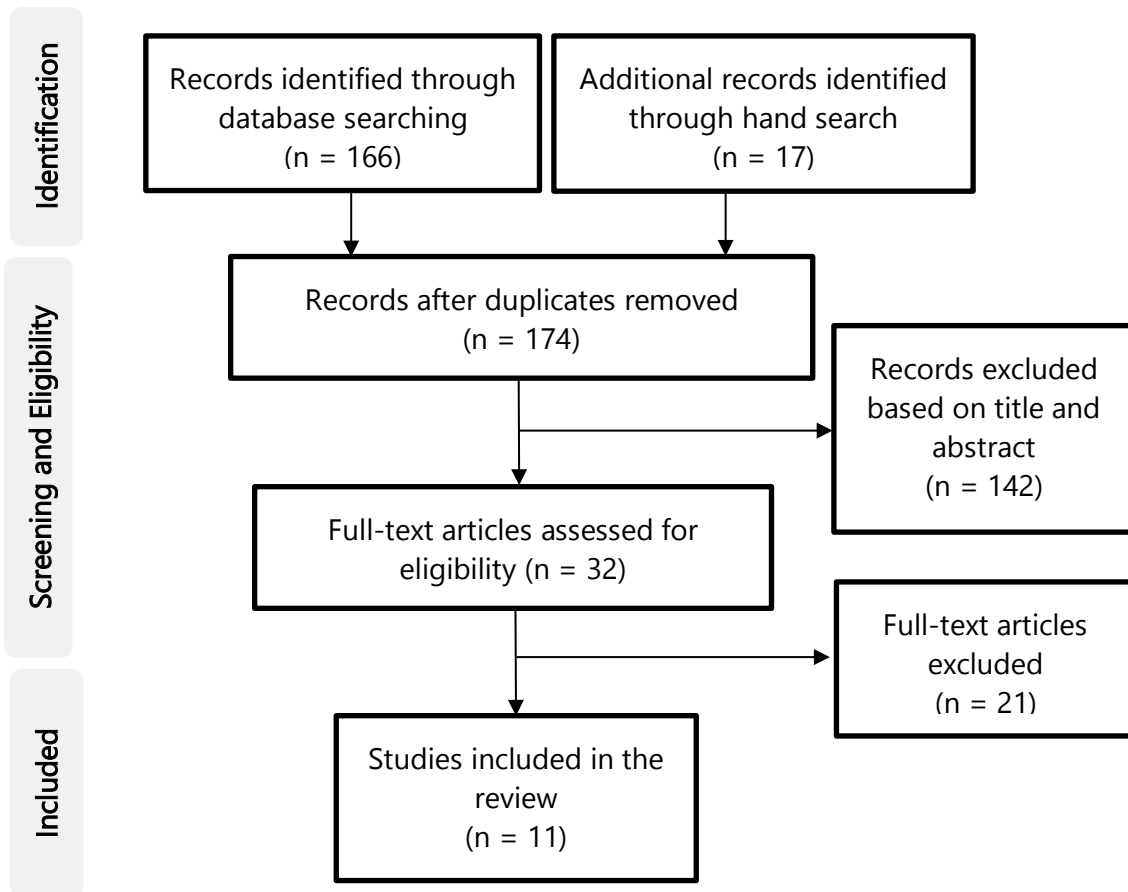 Identification
Records identified through
database searching
(n = 166)
Additional records identified
through hand search
(n = 17)
Screening and Eligibility
Records after duplicates removed
(n = 174)
Records excluded
based on title and
abstract
(n = 142)
Full-text articles assessed for
eligibility (n = 32)
Full-text articles
excluded
(n = 21)
Included
Studies included in the
review
(n = 11)